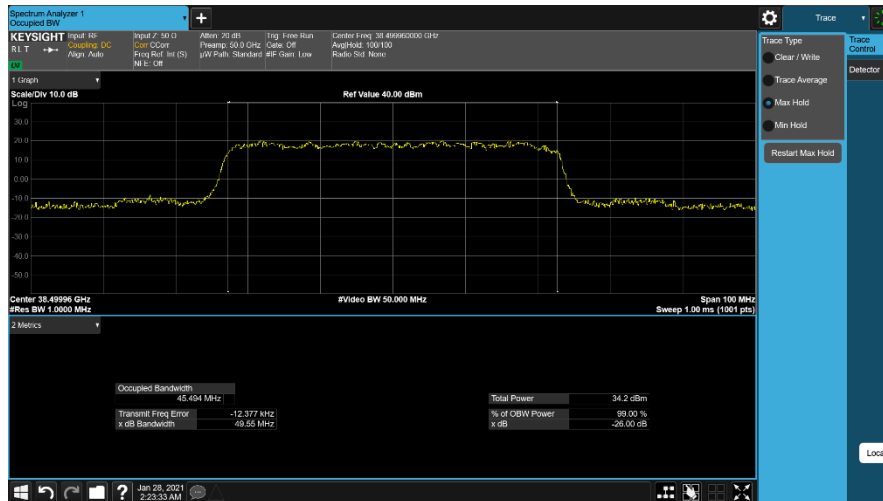 Spectrum Analyzer 1
Occupied BW
+
KEYSIGHT Input: RF
R L T Coupling: DC
Align: Auto
Input Z: 50 Ω
Corr CCorr
Freq Ref: Int (S)
NFE: Off
Atten: 20 dB
Preamp: 50.0 GHz
µW Path: Standard
Trig: Free Run
Gate: Off
#IF Gain: Low
Center Freq: 38.499960000 GHz
Avg|Hold: 100/100
Radio Std: None
1 Graph
Scale/Div 10.0 dB
Ref Value 40.00 dBm
Log
30.0
20.0
10.0
0.00
-10.0
-20.0
-30.0
-40.0
-50.0
Center 38.49996 GHz
#Video BW 50.000 MHz
Span 100 MHz
#Res BW 1.0000 MHz
Sweep 1.00 ms (1001 pts)
2 Metrics
Occupied Bandwidth
45.494 MHz
Total Power 34.2 dBm
Transmit Freq Error -12.377 kHz
% of OBW Power 99.00 %
x dB Bandwidth 49.55 MHz
x dB -26.00 dB
?
Jan 28, 2021
2:23:33 AM
Trace
Trace Type
Clear / Write
Trace Average
Max Hold
Min Hold
Restart Max Hold
Trace
Control
Detector
Loca